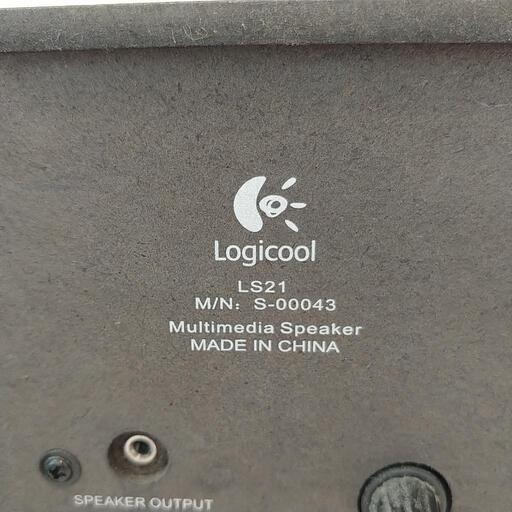 Logicool
LS21
M/N: S-00043
Multimedia Speaker
MADE IN CHINA
SPEAKER OUTPUT